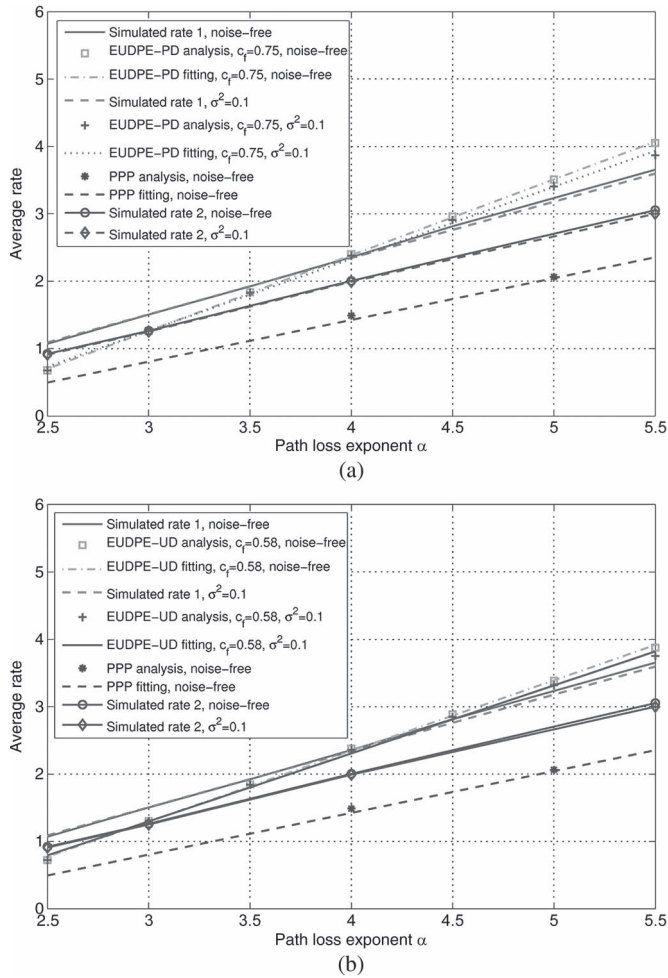 6
5
4
3
2
1
0
Average rate
Simulated rate 1, noise−free
EUDPE−PD analysis, cf=0.75, noise−free
EUDPE−PD fitting, cf=0.75, noise−free
Simulated rate 1, σ²=0.1
EUDPE−PD analysis, cf=0.75, σ²=0.1
EUDPE−PD fitting, cf=0.75, σ²=0.1
PPP analysis, noise−free
PPP fitting, noise−free
Simulated rate 2, noise−free
Simulated rate 2, σ²=0.1
2.5 3 3.5 4 4.5 5 5.5
Path loss exponent α
(a)
6
5
4
3
2
1
0
Average rate
Simulated rate 1, noise−free
EUDPE−UD analysis, cf=0.58, noise−free
EUDPE−UD fitting, cf=0.58, noise−free
Simulated rate 1, σ²=0.1
EUDPE−UD analysis, cf=0.58, σ²=0.1
EUDPE−UD fitting, cf=0.58, σ²=0.1
PPP analysis, noise−free
PPP fitting, noise−free
Simulated rate 2, noise−free
Simulated rate 2, σ²=0.1
2.5 3 3.5 4 4.5 5 5.5
Path loss exponent α
(b)